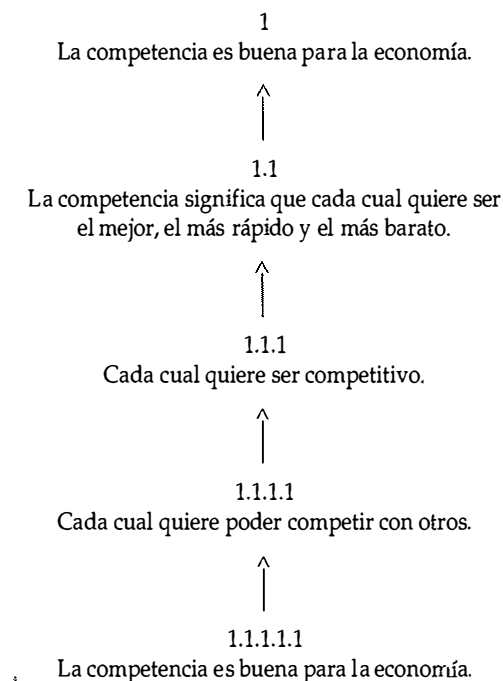 1
La competencia es buena para la economía.
1.1
La competencia significa que cada cual quiere ser
el mejor, el más rápido y el más barato.
1.1.1
Cada cual quiere ser competitivo.
1.1.1.1
Cada cual quiere poder competir con otros.
1.1.1.1.1
La competencia es buena para la economía.